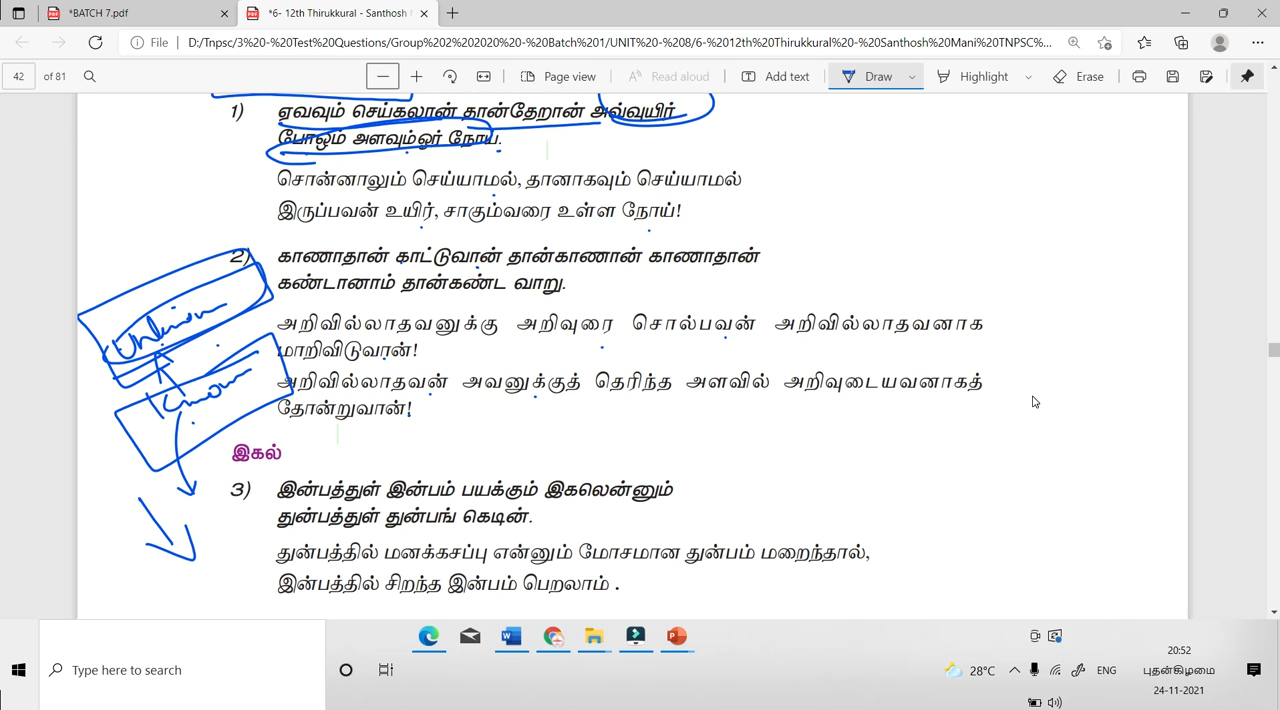 *BATCH 7.pdf
*6- 12th Thirukkural - Santhosh
File D:/Tnpsc/3%20-%20Test%20Questions/Group%202%202020%20-%20Batch%201/UNIT%20-%208/6-%2012th%20Thirukkural%20-%20Santhosh%20Mani%20TNPSC%...
42 of 81 Page view Read aloud Add text Draw Highlight Erase
1) ஏவவும் செய்கலான் தான்தேறான் அவ்வுயிர்
போஒம் அளவும்ஓர் நோய்.
சொன்னாலும் செய்யாமல், தானாகவும் செய்யாமல்
இருப்பவன் உயிர், சாகும்வரை உள்ள நோய்!
2) காணாதான் காட்டுவான் தான்காணான் காணாதான்
கண்டானாம் தான்கண்ட வாறு.
அறிவில்லாதவனுக்கு அறிவுரை சொல்பவன் அறிவில்லாதவனாக
மாறிவிடுவான்!
Unknown
அறிவில்லாதவன் அவனுக்குத் தெரிந்த அளவில் அறிவுடையவனாகத்
தோன்றுவான்!
Known
இகல்
3) இன்பத்துள் இன்பம் பயக்கும் இகலென்னும்
துன்பத்துள் துன்பங் கெடின்.
துன்பத்தில் மனக்கசப்பு என்னும் மோசமான துன்பம் மறைந்தால்,
இன்பத்தில் சிறந்த இன்பம் பெறலாம் .
Type here to search
28°C
ENG
20:52
புதன்கிழமை
24-11-2021